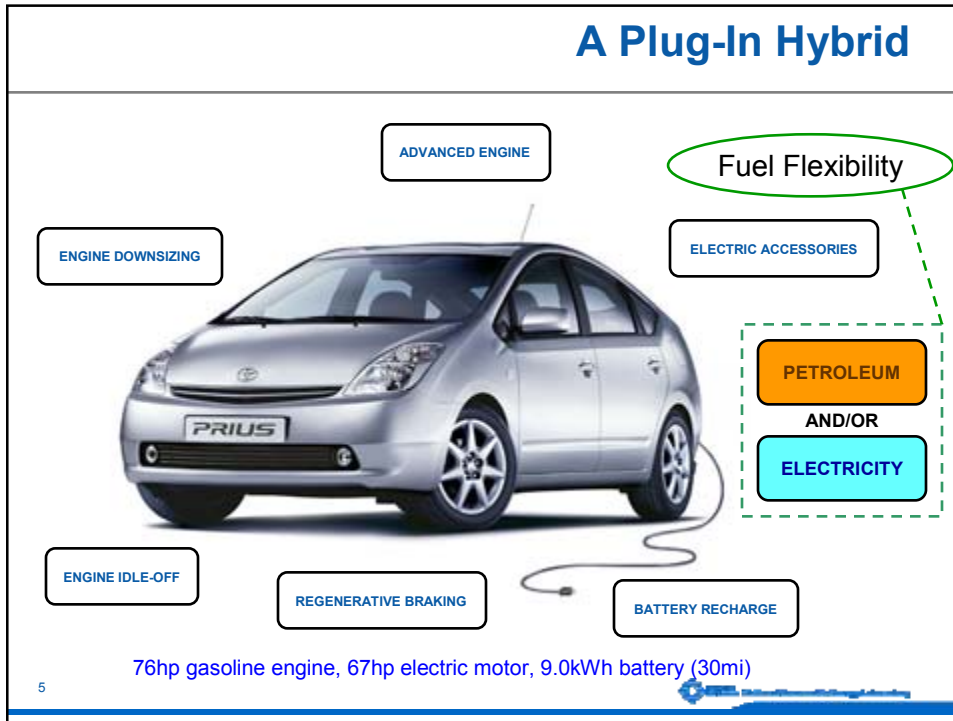 A Plug-In Hybrid
ADVANCED ENGINE
Fuel Flexibility
ENGINE DOWNSIZING
ELECTRIC ACCESSORIES
PETROLEUM
AND/OR
ELECTRICITY
PRIUS
ENGINE IDLE-OFF
REGENERATIVE BRAKING
BATTERY RECHARGE
76hp gasoline engine, 67hp electric motor, 9.0kWh battery (30mi)
5